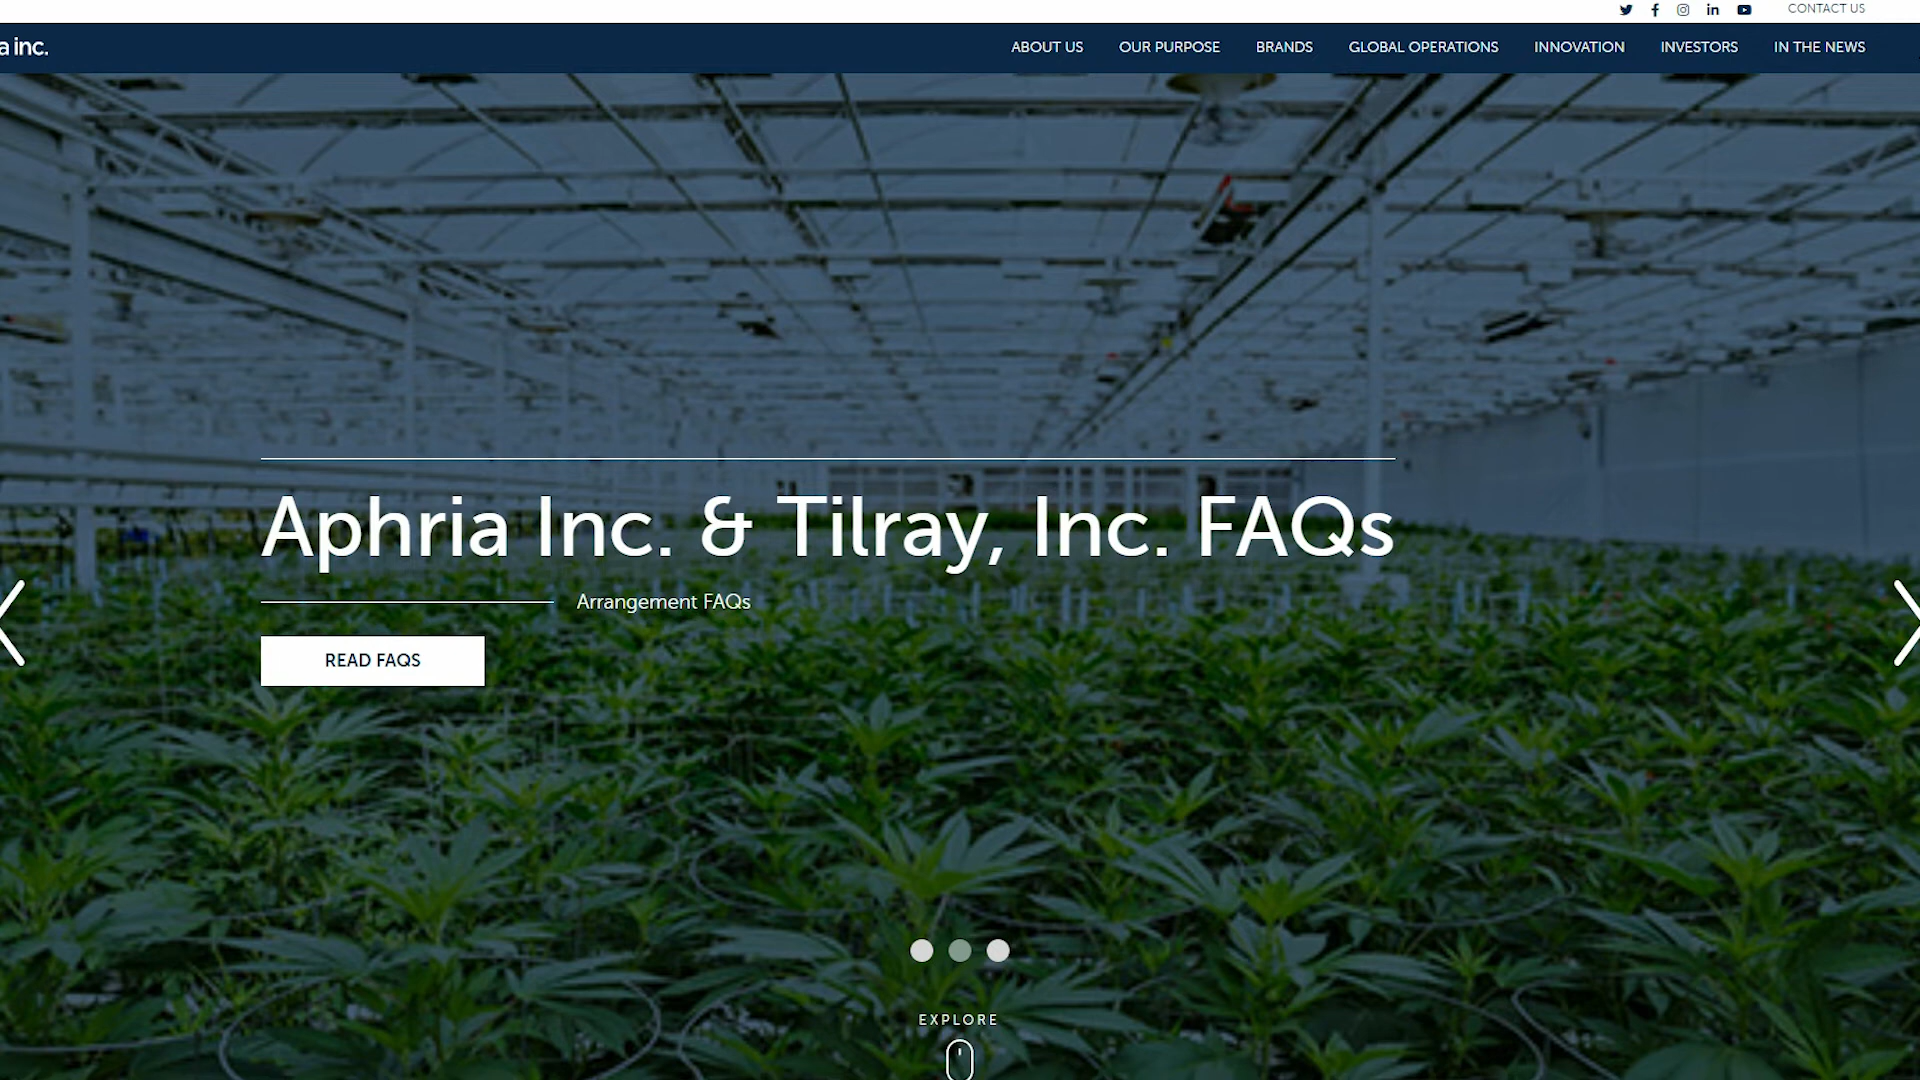 CONTACT US
a inc.
ABOUT US
OUR PURPOSE
BRANDS
GLOBAL OPERATIONS
INNOVATION
INVESTORS
IN THE NEWS
Aphria Inc. & Tilray, Inc. FAQs
Arrangement FAQs
READ FAQS
EXPLORE